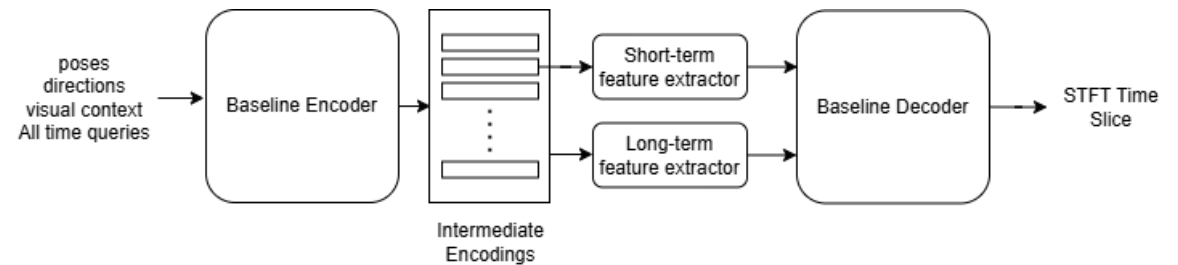 poses
directions
visual context
All time queries
Baseline Encoder
Intermediate
Encodings
Short-term
feature extractor
Long-term
feature extractor
Baseline Decoder
STFT Time
Slice